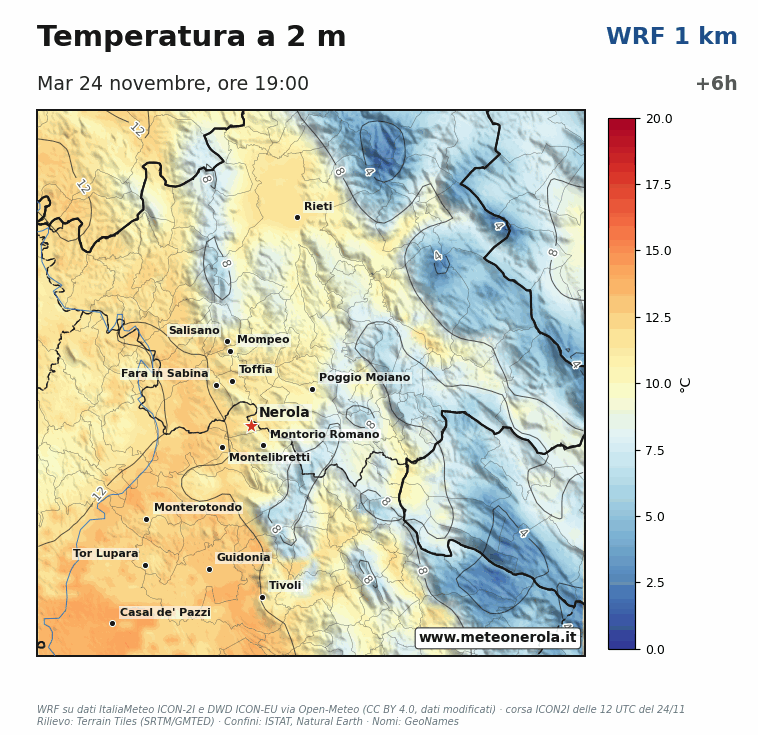 Temperatura a 2 m
WRF 1 km
Mar 24 novembre, ore 19:00
+6h
12
12
8
4
8
4
4
8
8
Rieti
Salisano
Mompeo
Fara in Sabina
Toffia
Poggio Moiano
4
Nerola
8
Montorio Romano
Montelibretti
12
8
Monterotondo
8
4
Tor Lupara
Guidonia
8
8
Tivoli
Casal de' Pazzi
www.meteonerola.it
20.0
17.5
15.0
12.5
10.0
7.5
5.0
2.5
0.0
°C
WRF su dati ItaliaMeteo ICON-2I e DWD ICON-EU via Open-Meteo (CC BY 4.0, dati modificati) · corsa ICON2I delle 12 UTC del 24/11
Rilievo: Terrain Tiles (SRTM/GMTED) · Confini: ISTAT, Natural Earth · Nomi: GeoNames